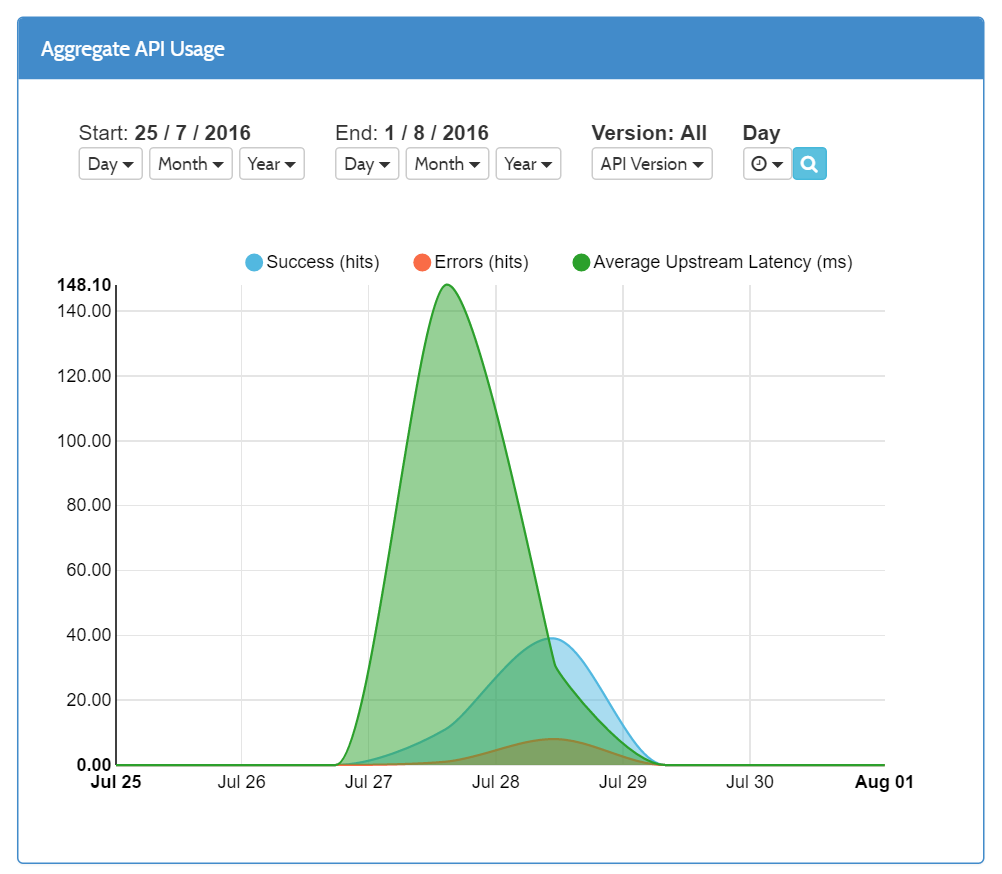 Aggregate API Usage
Start: 25 / 7 / 2016 End: 1 / 8 / 2016 Version: All Day
Day Month Year Day Month Year API Version
Success (hits) Errors (hits) Average Upstream Latency (ms)
148.10
140.00
120.00
100.00
80.00
60.00
40.00
20.00
0.00
Jul 25 Jul 26 Jul 27 Jul 28 Jul 29 Jul 30 Aug 01